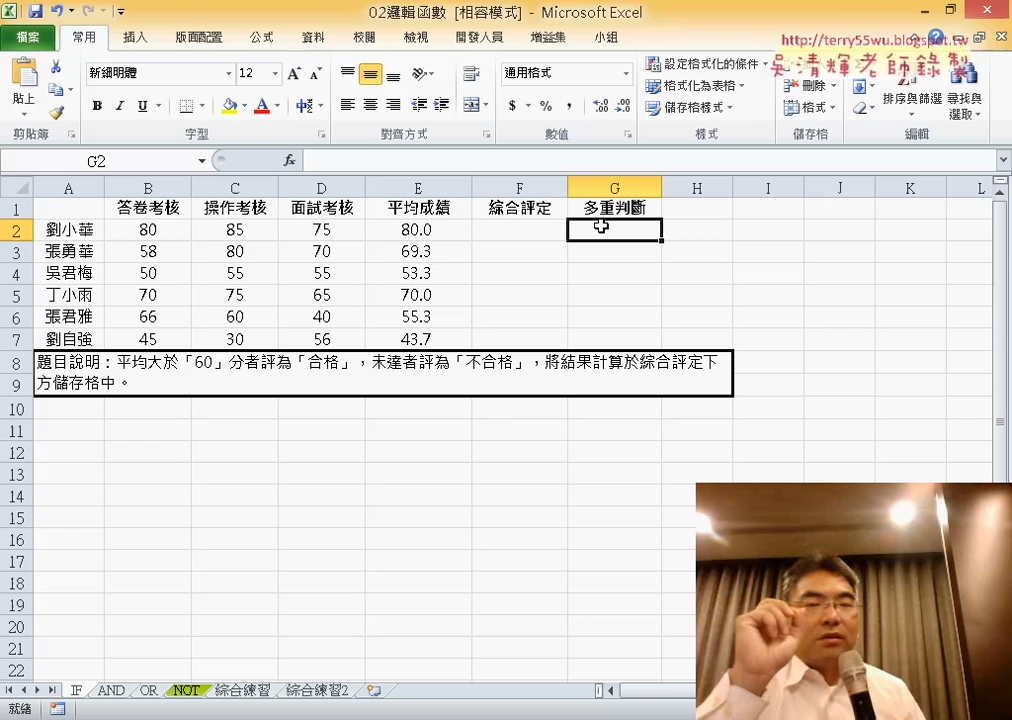 02邏輯函數 [相容模式] - Microsoft Excel
檔案 常用 插入 版面配置 公式 資料 校閱 檢視 開發人員 增益集 小組
http://terry55wu.blogspot.tw
吳清輝老師錄製
貼上 新細明體 12 通用格式 設定格式化的條件 格式化為表格 儲存格樣式 刪除 格式 排序與篩選 尋找與選取
剪貼簿 字型 對齊方式 數值 樣式 儲存格 編輯
G2 fx
A B C D E F G H I J K L
1 答卷考核 操作考核 面試考核 平均成績 綜合評定 多重判斷
2 劉小華 80 85 75 80.0
3 張勇華 58 80 70 69.3
4 吳君梅 50 55 55 53.3
5 丁小雨 70 75 65 70.0
6 張君雅 66 60 40 55.3
7 劉自強 45 30 56 43.7
8 題目說明：平均大於「60」分者評為「合格」，未達者評為「不合格」，將結果計算於綜合評定下
9 方儲存格中。
10
11
12
13
14
15
16
17
18
19
20
21
22
IF AND OR NOT 綜合練習 綜合練習2
就緒